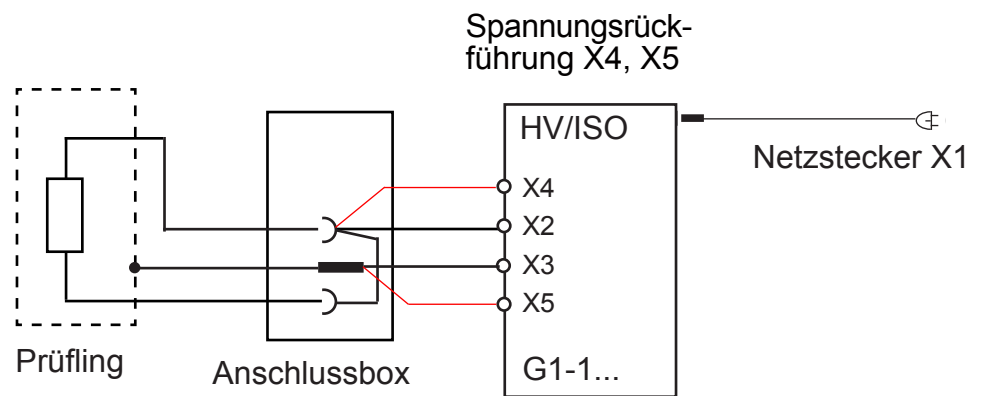 Spannungsrück-
führung X4, X5
HV/ISO
Netzstecker X1
X4
X2
X3
X5
G1-1...
Prüfling
Anschlussbox